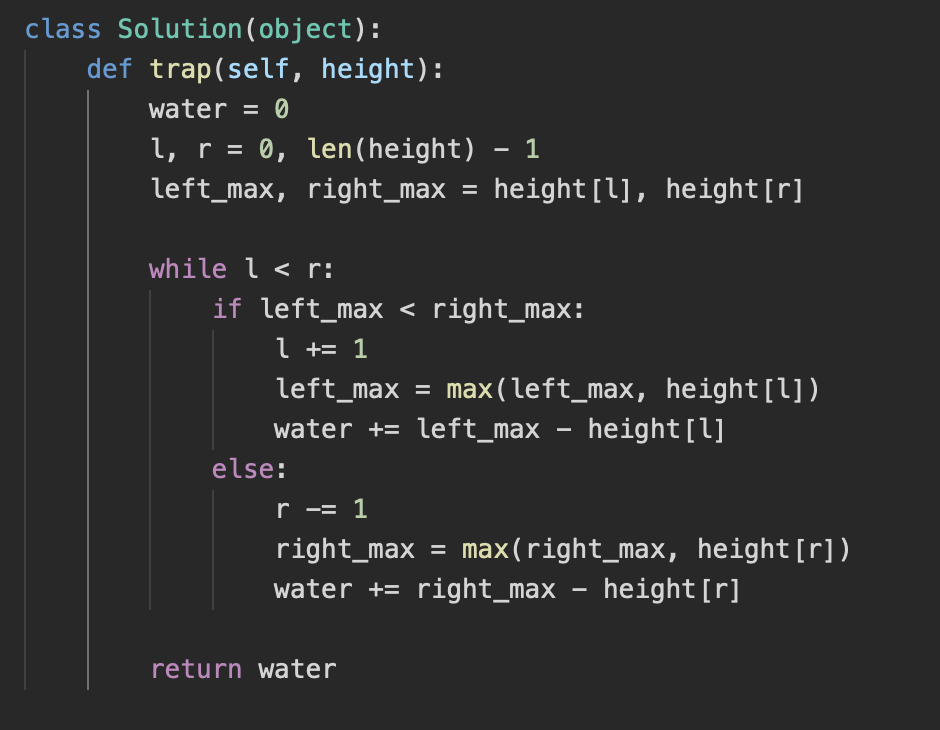 class Solution(object):
    def trap(self, height):
        water = 0
        l, r = 0, len(height) - 1
        left_max, right_max = height[l], height[r]

        while l < r:
            if left_max < right_max:
                l += 1
                left_max = max(left_max, height[l])
                water += left_max - height[l]
            else:
                r -= 1
                right_max = max(right_max, height[r])
                water += right_max - height[r]

        return water